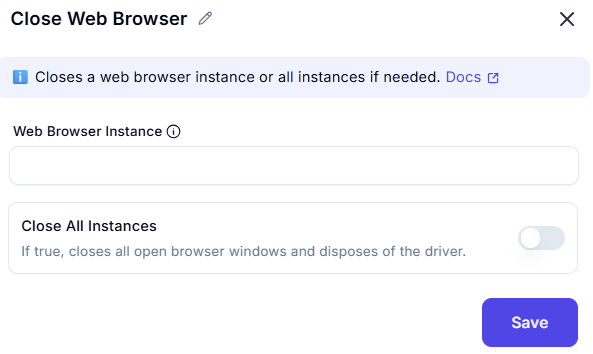 Close Web Browser
Closes a web browser instance or all instances if needed. Docs
Web Browser Instance
Close All Instances
If true, closes all open browser windows and disposes of the driver.
Save